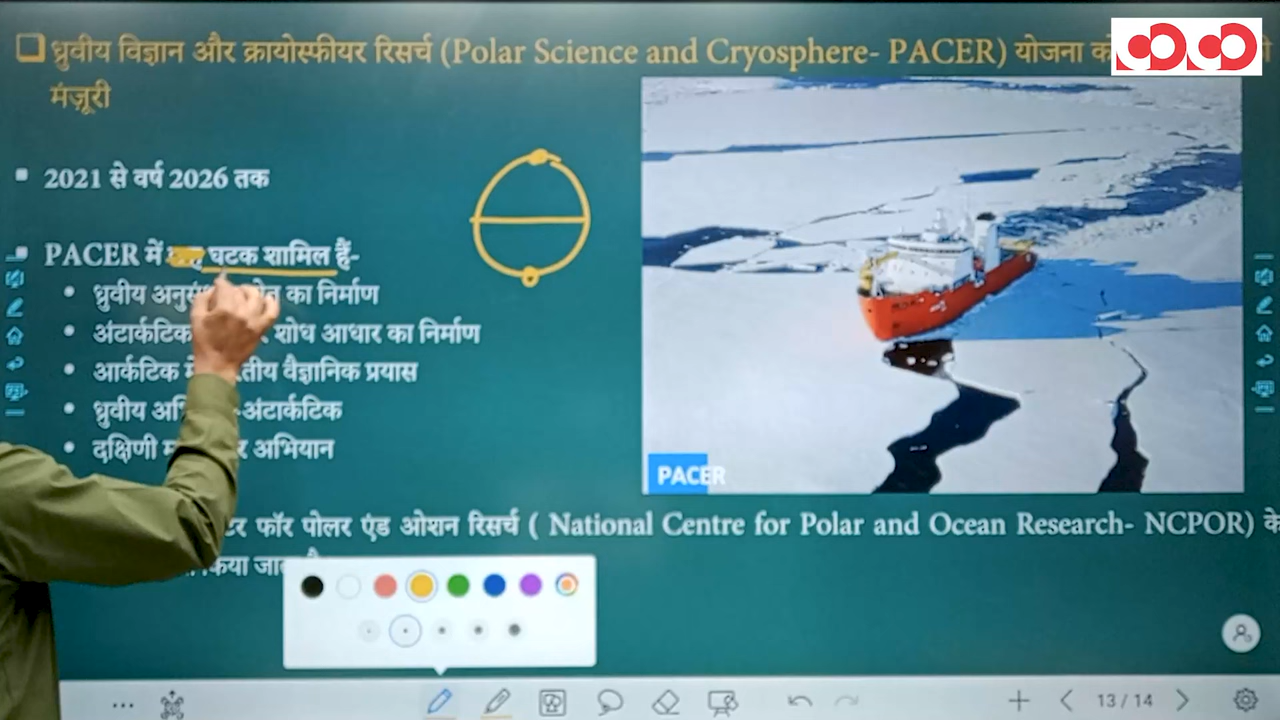 ध्रुवीय विज्ञान और क्रायोस्फीयर रिसर्च (Polar Science and Cryosphere- PACER) योजना को
मंज़ूरी
2021 से वर्ष 2026 तक
PACER में घटक शामिल हैं-
ध्रुवीय का निर्माण
अंटार्कटिक शोध आधार का निर्माण
आर्कटिक वैज्ञानिक प्रयास
ध्रुवीय -अंटार्कटिक
दक्षिणी अभियान
PACER
फॉर पोलर एंड ओशन रिसर्च ( National Centre for Polar and Ocean Research- NCPOR) के
किया
13 / 14